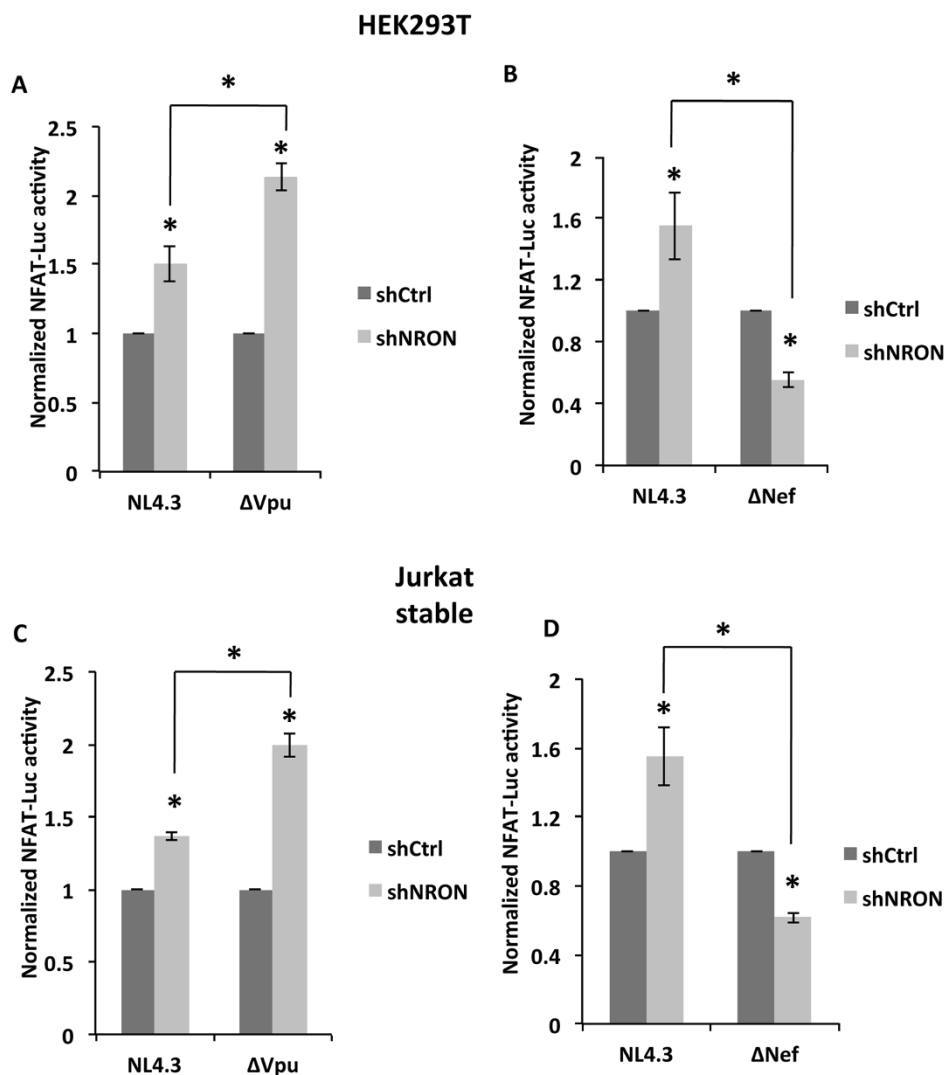 HEK293T
A
*
Normalized NFAT-Luc activity
2.5
2
1.5
1
0.5
0
*
*
NL4.3
ΔVpu
shCtrl
shNRON
B
*
Normalized NFAT-Luc activity
2
1.6
1.2
0.8
0.4
0
*
*
NL4.3
ΔNef
shCtrl
shNRON
Jurkat
stable
C
*
Normalized NFAT-Luc activity
2.5
2
1.5
1
0.5
0
*
*
NL4.3
ΔVpu
shCtrl
shNRON
D
*
Normalized NFAT-Luc activity
2
1.6
1.2
0.8
0.4
0
*
*
NL4.3
ΔNef
shCtrl
shNRON